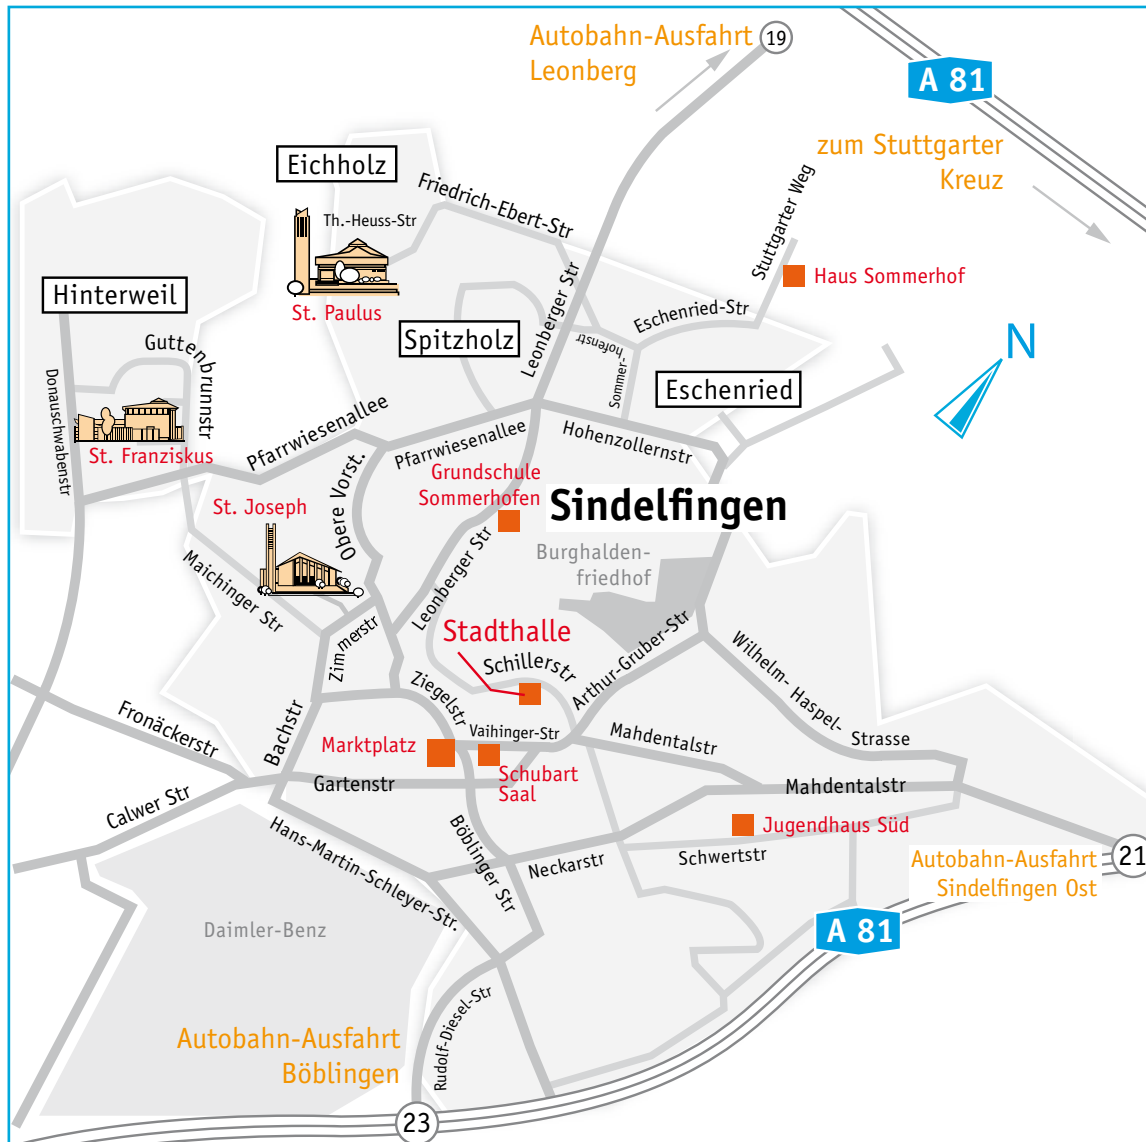 Autobahn-Ausfahrt
Leonberg
19
A 81
zum Stuttgarter
Kreuz
Eichholz
Friedrich-Ebert-Str
Th.-Heuss-Str
St. Paulus
Stuttgarter Weg
Haus Sommerhof
Hinterweil
Guttenbrunnstr
Donauschwabenstr
St. Franziskus
Spitzholz
Leonberger Str
Eschenried-Str
Sommer-
hofenstr
Eschenried
N
Pfarrwiesenallee
Pfarrwiesenallee
Hohenzollernstr
Grundschule
Sommerhofen
Sindelfingen
St. Joseph
Obere Vorst.
Maichinger Str
Leonberger Str
Burghalden-
friedhof
Zimmerstr
Stadthalle
Schillerstr
Arthur-Gruber-Str
Wilhelm- Haspel-
Strasse
Fronäckerstr
Bachstr
Ziegelstr
Marktplatz
Vaihinger-Str
Mahdentalstr
Schubart
Saal
Gartenstr
Calwer Str
Mahdentalstr
Hans-Martin-Schleyer-Str.
Böblinger Str
Neckarstr
Jugendhaus Süd
Schwertstr
Autobahn-Ausfahrt
Sindelfingen Ost
21
A 81
Daimler-Benz
Rudolf-Diesel-Str
Autobahn-Ausfahrt
Böblingen
23